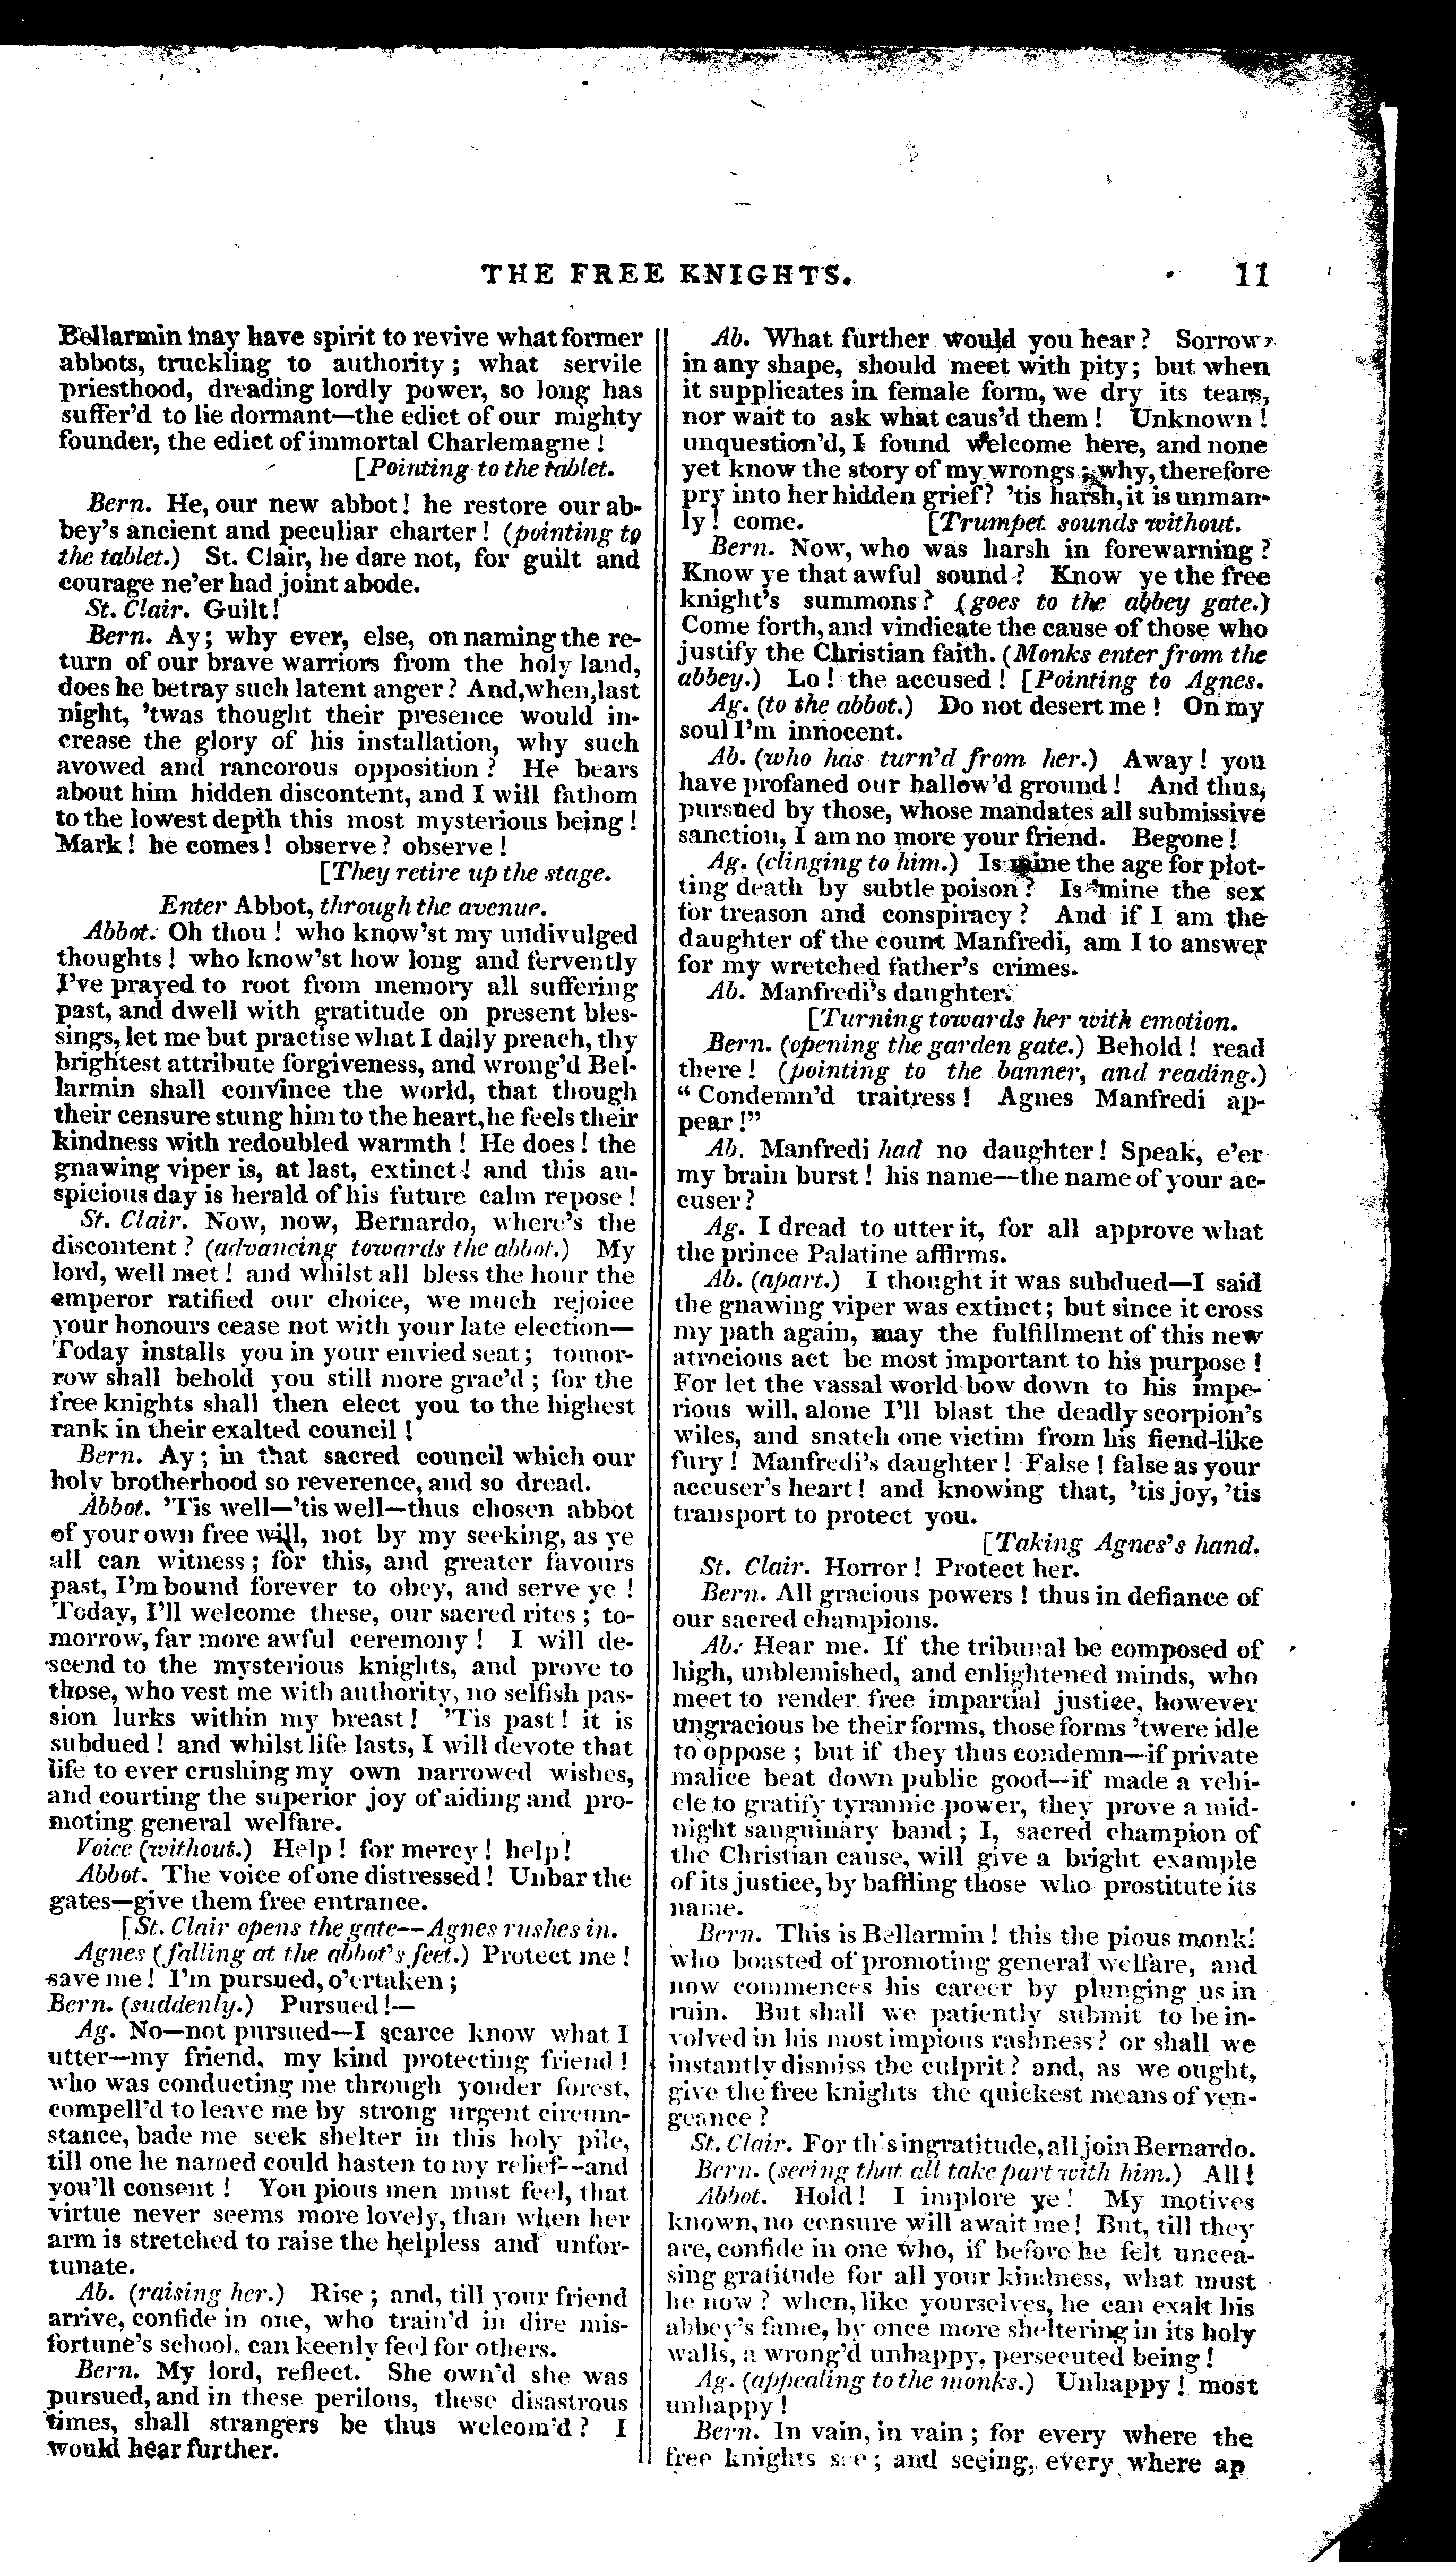 THE FREE KNIGHTS.
11
Bellarmin may have spirit to revive what former
abbots, truckling to authority; what servile
priesthood, dreading lordly power, so long has
suffer'd to lie dormant—the edict of our mighty
founder, the edict of immortal Charlemagne!
[Pointing to the tablet.
Bern. He, our new abbot! he restore our ab-
bey's ancient and peculiar charter! (pointing to
the tablet.) St. Clair, he dare not, for guilt and
courage ne'er had joint abode.
St. Clair. Guilt!
Bern. Ay; why ever, else, on naming the re-
turn of our brave warriors from the holy land,
does he betray such latent anger? And, when, last
night, 'twas thought their presence would in-
crease the glory of his installation, why such
avowed and rancorous opposition? He bears
about him hidden discontent, and I will fathom
to the lowest depth this most mysterious being!
Mark! he comes! observe? observe!
[They retire up the stage.
Enter Abbot, through the avenue.
Abbot. Oh thou! who know'st my undivulged
thoughts! who know'st how long and fervently
I've prayed to root from memory all suffering
past, and dwell with gratitude on present bles-
sings, let me but practise what I daily preach, thy
brightest attribute forgiveness, and wrong'd Bel-
larmin shall convince the world, that though
their censure stung him to the heart, he feels their
kindness with redoubled warmth! He does! the
gnawing viper is, at last, extinct! and this au-
spicious day is herald of his future calm repose!
St. Clair. Now, now, Bernardo, where's the
discontent? (advancing towards the abbot.) My
lord, well met! and whilst all bless the hour the
emperor ratified our choice, we much rejoice
your honours cease not with your late election—
Today installs you in your envied seat; tomor-
row shall behold you still more grac'd; for the
free knights shall then elect you to the highest
rank in their exalted council!
Bern. Ay; in that sacred council which our
holy brotherhood so reverence, and so dread.
Abbot. 'Tis well—'tis well—thus chosen abbot
of your own free will, not by my seeking, as ye
all can witness; for this, and greater favours
past, I'm bound forever to obey, and serve ye!
Today, I'll welcome these, our sacred rites; to-
morrow, far more awful ceremony! I will de-
scend to the mysterious knights, and prove to
those, who vest me with authority, no selfish pas-
sion lurks within my breast! 'Tis past! it is
subdued! and whilst life lasts, I will devote that
life to ever crushing my own narrowed wishes,
and courting the superior joy of aiding and pro-
moting general welfare.
Voice (without.) Help! for mercy! help!
Abbot. The voice of one distressed! Unbar the
gates—give them free entrance.
[St. Clair opens the gate--Agnes rushes in.
Agnes (falling at the abbot's feet.) Protect me!
save me! I'm pursued, o'ertaken;
Bern. (suddenly.) Pursued!—
Ag. No—not pursued—I scarce know what I
utter—my friend, my kind protecting friend!
who was conducting me through yonder forest,
compell'd to leave me by strong urgent circum-
stance, bade me seek shelter in this holy pile,
till one he named could hasten to my relief--and
you'll consent! You pious men must feel, that
virtue never seems more lovely, than when her
arm is stretched to raise the helpless and unfor-
tunate.
Ab. (raising her.) Rise; and, till your friend
arrive, confide in one, who train'd in dire mis-
fortune's school, can keenly feel for others.
Bern. My lord, reflect. She own'd she was
pursued, and in these perilous, these disastrous
times, shall strangers be thus welcom'd? I
would hear further.
Ab. What further would you hear? Sorrow,
in any shape, should meet with pity; but when
it supplicates in female form, we dry its tears,
nor wait to ask what caus'd them! Unknown!
unquestion'd, I found welcome here, and none
yet know the story of my wrongs; why, therefore
pry into her hidden grief? 'tis harsh, it is unman-
ly! come. [Trumpet sounds without.
Bern. Now, who was harsh in forewarning?
Know ye that awful sound? Know ye the free
knight's summons? (goes to the abbey gate.)
Come forth, and vindicate the cause of those who
justify the Christian faith. (Monks enter from the
abbey.) Lo! the accused! [Pointing to Agnes.
Ag. (to the abbot.) Do not desert me! On my
soul I'm innocent.
Ab. (who has turn'd from her.) Away! you
have profaned our hallow'd ground! And thus,
pursued by those, whose mandates all submissive
sanction, I am no more your friend. Begone!
Ag. (clinging to him.) Is mine the age for plot-
ting death by subtle poison? Is mine the sex
for treason and conspiracy? And if I am the
daughter of the count Manfredi, am I to answer
for my wretched father's crimes.
Ab. Manfredi's daughter.
[Turning towards her with emotion.
Bern. (opening the garden gate.) Behold! read
there! (pointing to the banner, and reading.)
"Condemn'd traitress! Agnes Manfredi ap-
pear!"
Ab. Manfredi had no daughter! Speak, e'er
my brain burst! his name—the name of your ac-
cuser?
Ag. I dread to utter it, for all approve what
the prince Palatine affirms.
Ab. (apart.) I thought it was subdued—I said
the gnawing viper was extinct; but since it cross
my path again, may the fulfillment of this new
atrocious act be most important to his purpose!
For let the vassal world bow down to his impe-
rious will, alone I'll blast the deadly scorpion's
wiles, and snatch one victim from his fiend-like
fury! Manfredi's daughter! False! false as your
accuser's heart! and knowing that, 'tis joy, 'tis
transport to protect you.
[Taking Agnes's hand.
St. Clair. Horror! Protect her.
Bern. All gracious powers! thus in defiance of
our sacred champions.
Ab. Hear me. If the tribunal be composed of
high, unblemished, and enlightened minds, who
meet to render free impartial justice, however
ungracious be their forms, those forms 'twere idle
to oppose; but if they thus condemn—if private
malice beat down public good—if made a vehi-
cle to gratify tyrannic power, they prove a mid-
night sanguinary band; I, sacred champion of
the Christian cause, will give a bright example
of its justice, by baffling those who prostitute its
name.
Bern. This is Bellarmin! this the pious monk!
who boasted of promoting general welfare, and
now commences his career by plunging us in
ruin. But shall we patiently submit to be in-
volved in his most impious rashness? or shall we
instantly dismiss the culprit? and, as we ought,
give the free knights the quickest means of ven-
geance?
St. Clair. For this ingratitude, all join Bernardo.
Bern. (seeing that all take part with him.) All!
Abbot. Hold! I implore ye! My motives
known, no censure will await me! But, till they
are, confide in one who, if before he felt uncea-
sing gratitude for all your kindness, what must
he now? when, like yourselves, he can exalt his
abbey's fame, by once more sheltering in its holy
walls, a wrong'd unhappy, persecuted being!
Ag. (appealing to the monks.) Unhappy! most
unhappy!
Bern. In vain, in vain; for every where the
free knights see; and seeing, every where ap